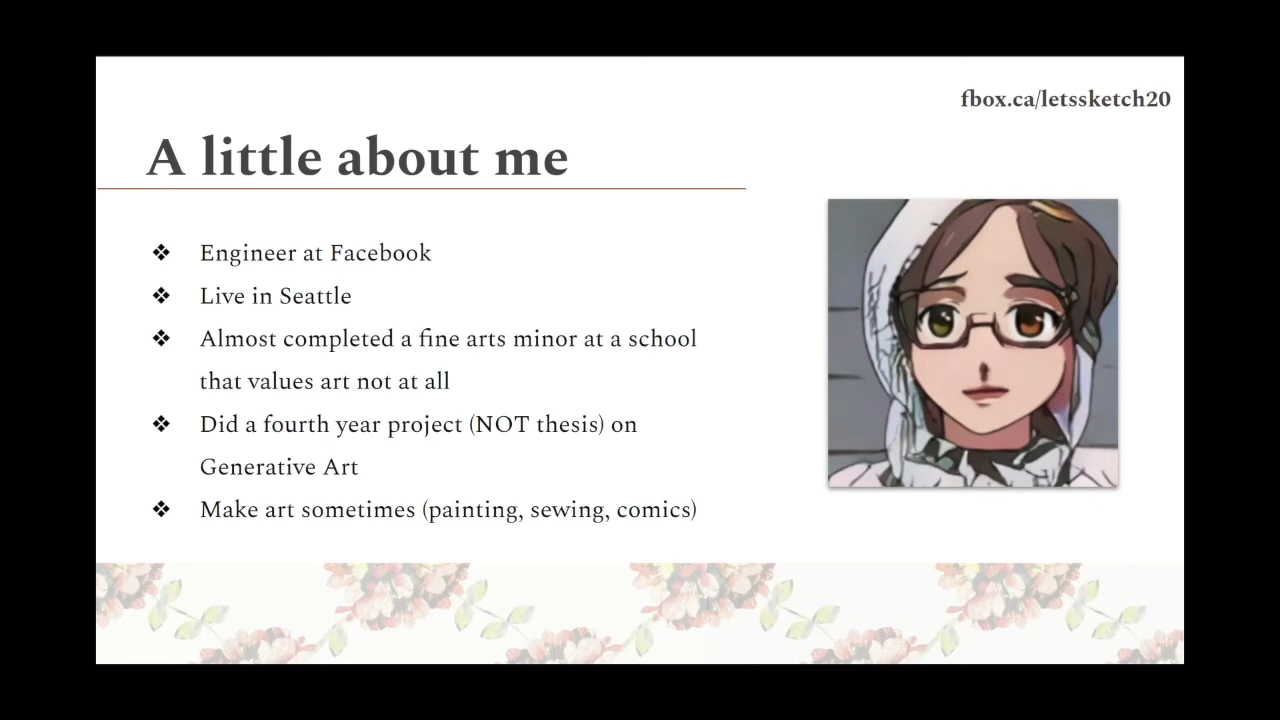 fbox.ca/letssketch20
A little about me
❖ Engineer at Facebook
❖ Live in Seattle
❖ Almost completed a fine arts minor at a school
that values art not at all
❖ Did a fourth year project (NOT thesis) on
Generative Art
❖ Make art sometimes (painting, sewing, comics)